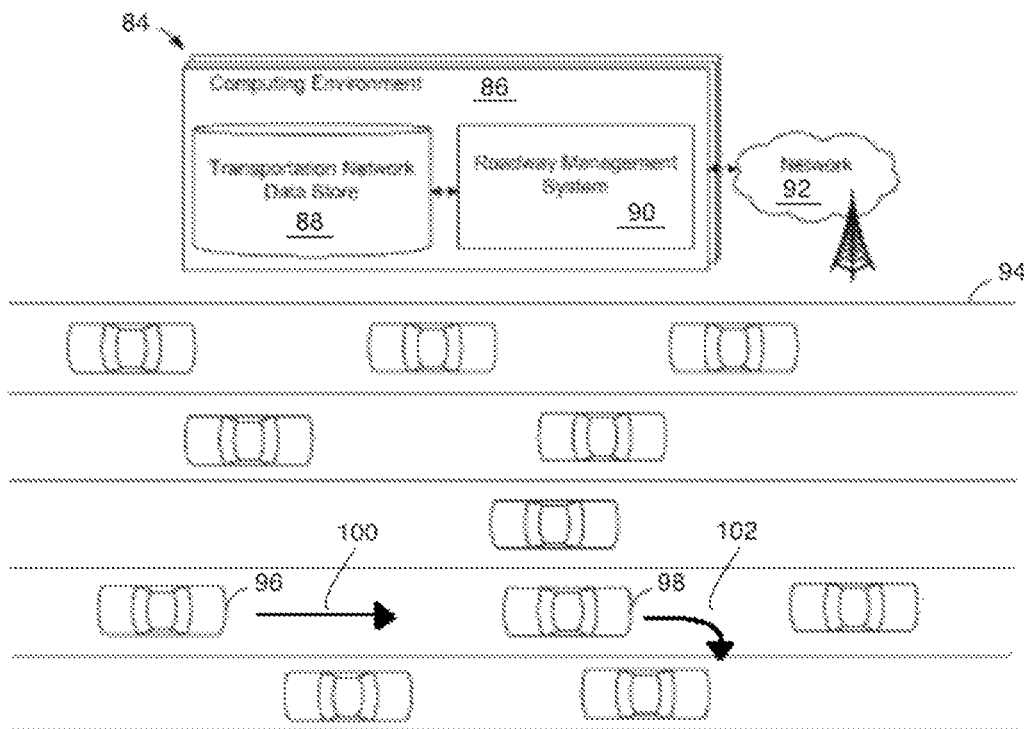 84
Computing Environment 86
Transportation Network
Data Store
88
Roadway Management
System
90
Network
92
94
100
102
96
98